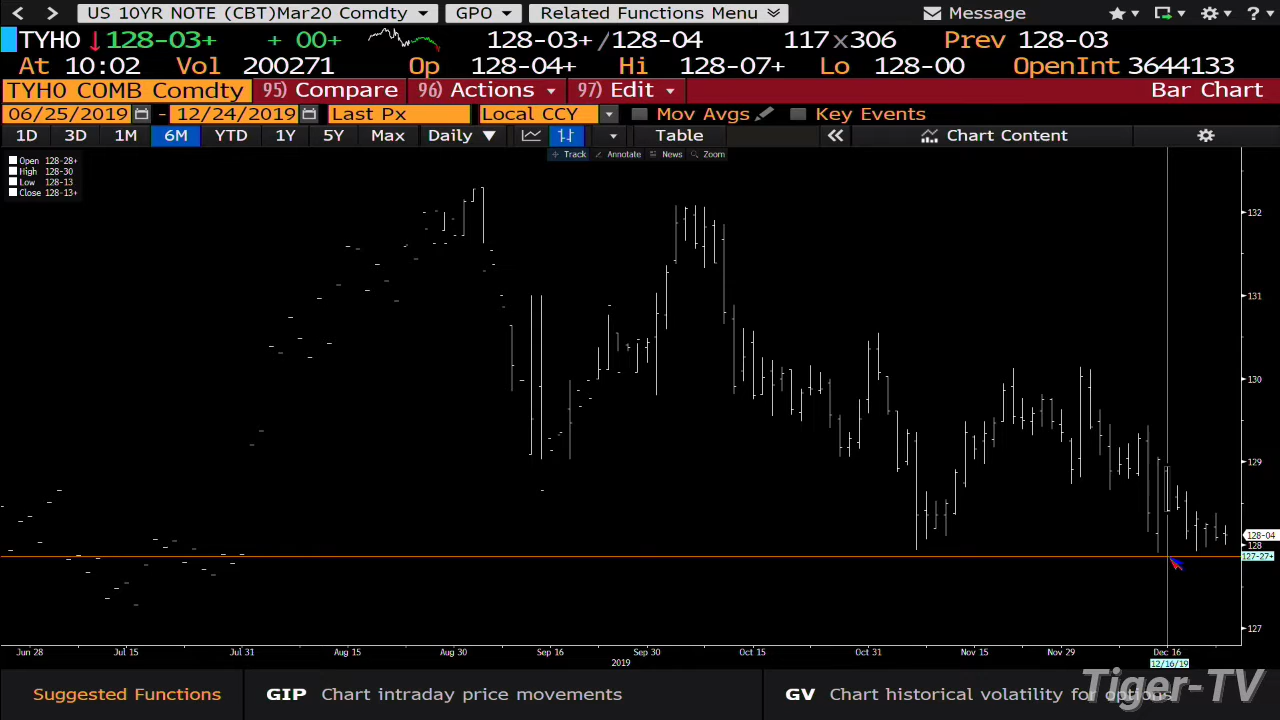 US 10YR NOTE (CBT)Mar20 Comdty GPO Related Functions Menu Message ?
TYH0 ↓128-03+ + 00+ 128-03+/128-04 117x306 Prev 128-03
At 10:02 Vol 200271 Op 128-04+ Hi 128-07+ Lo 128-00 OpenInt 3644133
TYH0 COMB Comdty 95) Compare 96) Actions 97) Edit Bar Chart
06/25/2019 - 12/24/2019 Last Px Local CCY Mov Avgs Key Events
1D 3D 1M 6M YTD 1Y 5Y Max Daily ▼ Table « Chart Content
Track Annotate News Zoom
Open 128-28+
High 128-30
Low 128-13
Close 128-13+
132
131
130
129
128-04
128
127-27+
127
Jun 28 Jul 15 Jul 31 Aug 15 Aug 30 Sep 16 Sep 30 Oct 15 Oct 31 Nov 15 Nov 29 Dec 16
2019 12/16/19
Suggested Functions GIP Chart intraday price movements GV Chart historical volatility for options
Tiger-TV